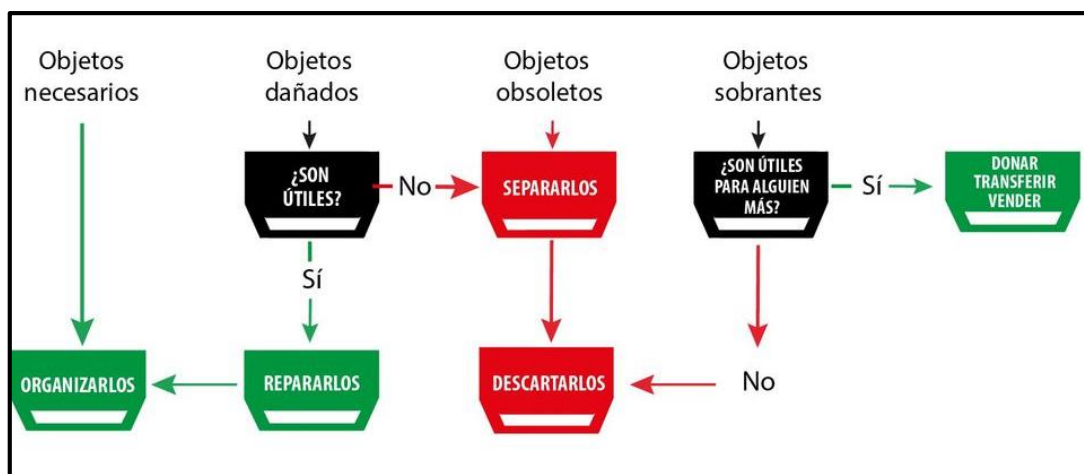 Objetos
necesarios
Objetos
dañados
Objetos
obsoletos
Objetos
sobrantes
¿SON
ÚTILES?
No
SEPARARLOS
¿SON ÚTILES
PARA ALGUIEN
MÁS?
Sí
DONAR
TRANSFERIR
VENDER
Sí
ORGANIZARLOS
REPARARLOS
DESCARTARLOS
No